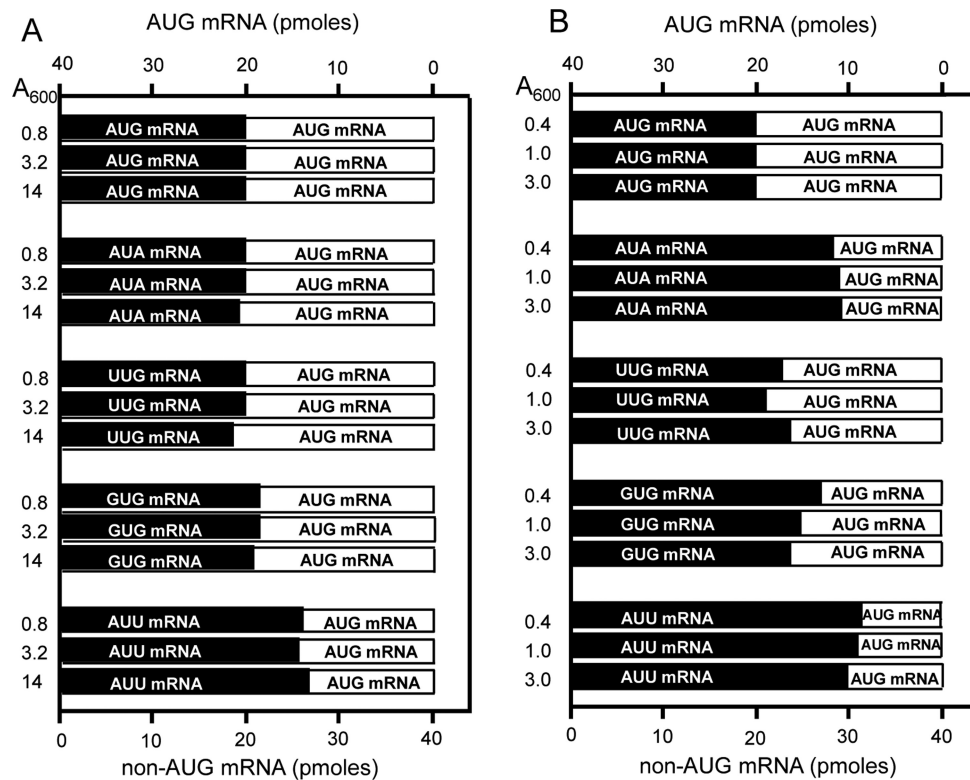 A
AUG mRNA (pmoles)
40 30 20 10 0
A600
0.8 AUG mRNA AUG mRNA
3.2 AUG mRNA AUG mRNA
14 AUG mRNA AUG mRNA
0.8 AUA mRNA AUG mRNA
3.2 AUA mRNA AUG mRNA
14 AUA mRNA AUG mRNA
0.8 UUG mRNA AUG mRNA
3.2 UUG mRNA AUG mRNA
14 UUG mRNA AUG mRNA
0.8 GUG mRNA AUG mRNA
3.2 GUG mRNA AUG mRNA
14 GUG mRNA AUG mRNA
0.8 AUU mRNA AUG mRNA
3.2 AUU mRNA AUG mRNA
14 AUU mRNA AUG mRNA
0 10 20 30 40
non-AUG mRNA (pmoles)
B
AUG mRNA (pmoles)
40 30 20 10 0
A600
0.4 AUG mRNA AUG mRNA
1.0 AUG mRNA AUG mRNA
3.0 AUG mRNA AUG mRNA
0.4 AUA mRNA AUG mRNA
1.0 AUA mRNA AUG mRNA
3.0 AUA mRNA AUG mRNA
0.4 UUG mRNA AUG mRNA
1.0 UUG mRNA AUG mRNA
3.0 UUG mRNA AUG mRNA
0.4 GUG mRNA AUG mRNA
1.0 GUG mRNA AUG mRNA
3.0 GUG mRNA AUG mRNA
0.4 AUU mRNA AUG mRNA
1.0 AUU mRNA AUG mRNA
3.0 AUU mRNA AUG mRNA
0 10 20 30 40
non-AUG mRNA (pmoles)